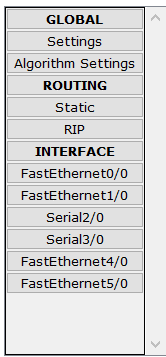 GLOBAL
Settings
Algorithm Settings
ROUTING
Static
RIP
INTERFACE
FastEthernet0/0
FastEthernet1/0
Serial2/0
Serial3/0
FastEthernet4/0
FastEthernet5/0